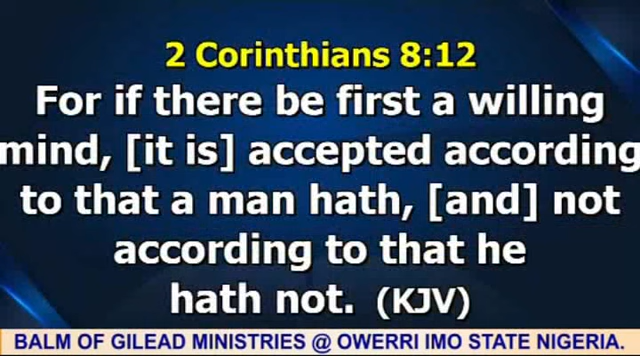 2 Corinthians 8:12
For if there be first a willing
mind, [it is] accepted according
to that a man hath, [and] not
according to that he
hath not. (KJV)
BALM OF GILEAD MINISTRIES @ OWERRI IMO STATE NIGERIA.